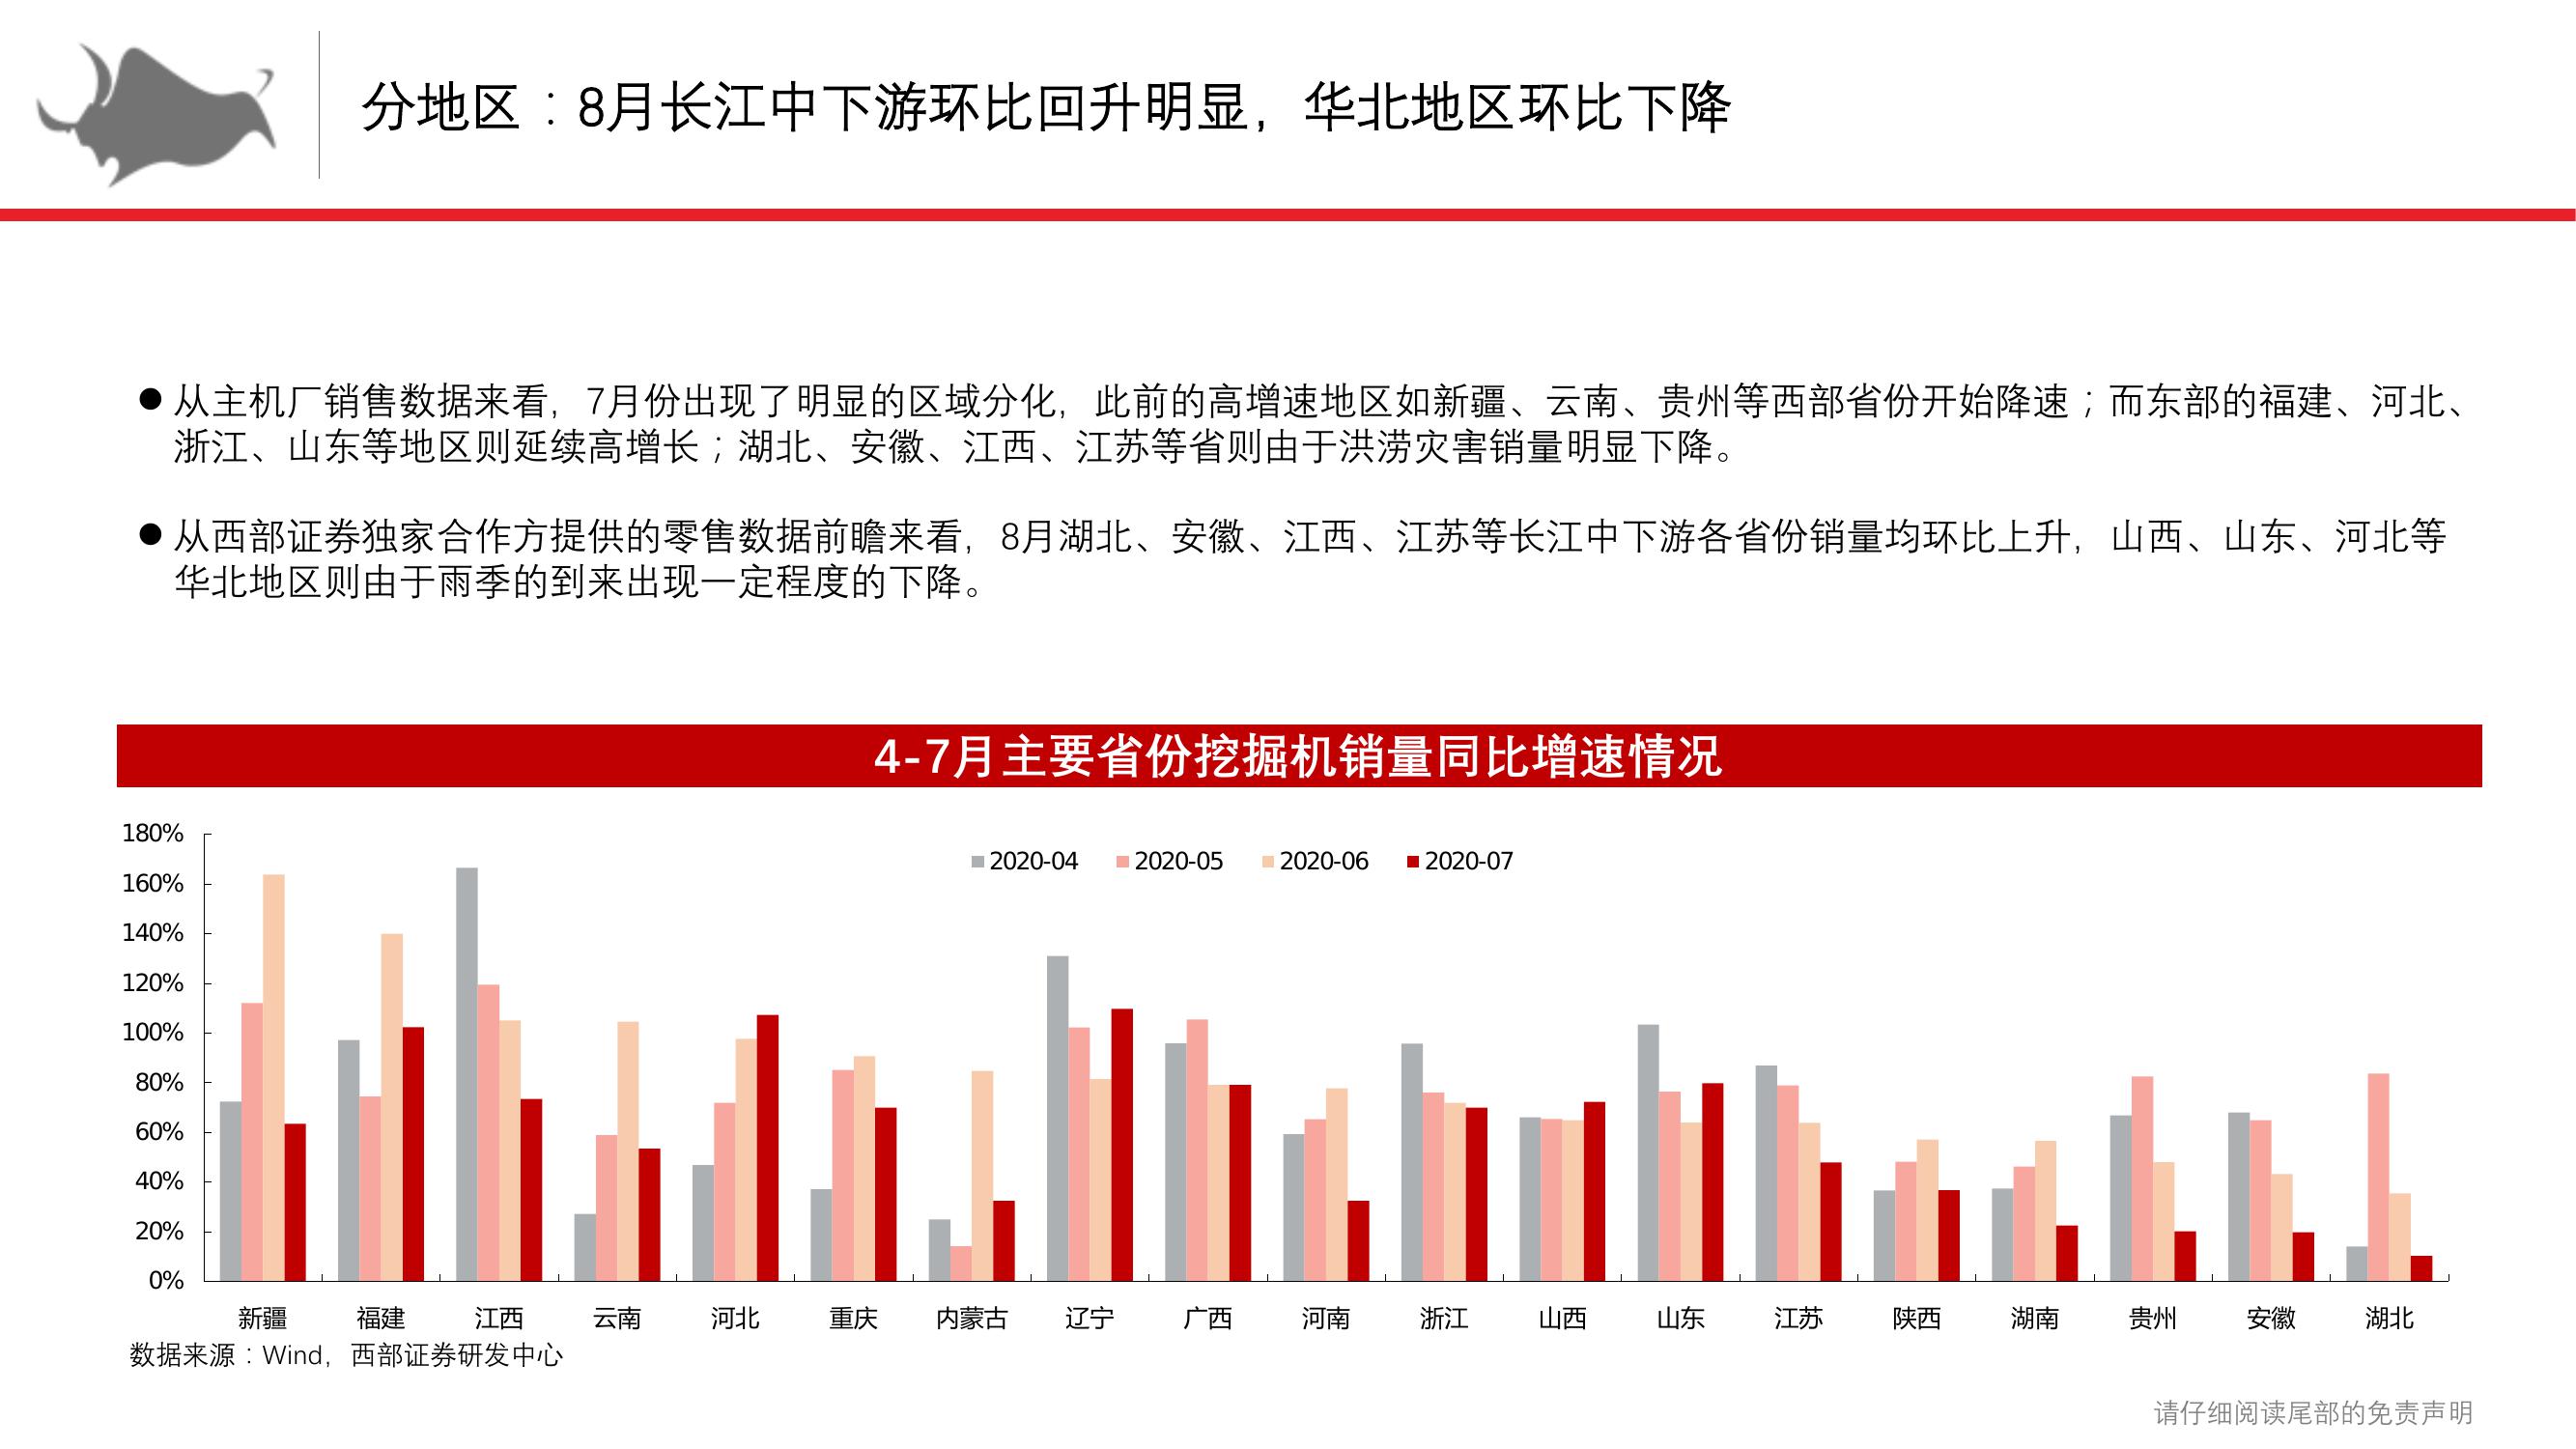 分地区：8月长江中下游环比回升明显，华北地区环比下降
从主机厂销售数据来看，7月份出现了明显的区域分化，此前的高增速地区如新疆、云南、贵州等西部省份开始降速；而东部的福建、河北、
浙江、山东等地区则延续高增长；湖北、安徽、江西、江苏等省则由于洪涝灾害销量明显下降。
从西部证券独家合作方提供的零售数据前瞻来看，8月湖北、安徽、江西、江苏等长江中下游各省份销量均环比上升，山西、山东、河北等
华北地区则由于雨季的到来出现一定程度的下降。
4-7月主要省份挖掘机销量同比增速情况
2020-04 2020-05 2020-06 2020-07
180%
160%
140%
120%
100%
80%
60%
40%
20%
0%
新疆 福建 江西 云南 河北 重庆 内蒙古 辽宁 广西 河南 浙江 山西 山东 江苏 陕西 湖南 贵州 安徽 湖北
数据来源：Wind，西部证券研发中心
请仔细阅读尾部的免责声明